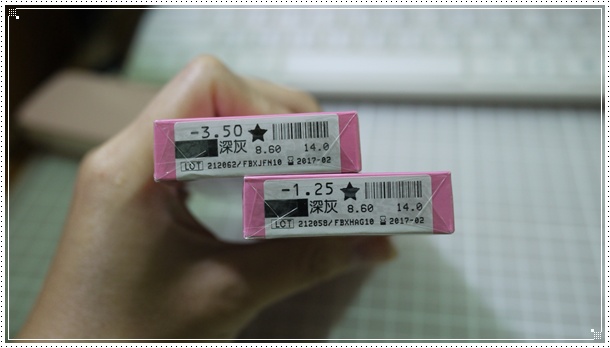 -3.50 ★
深灰 8.60 14.0
LOT 212062/FBXJFM10 2017-02
-1.25 ★
深灰 8.60 14.0
LOT 212058/FBXHAG10 2017-02